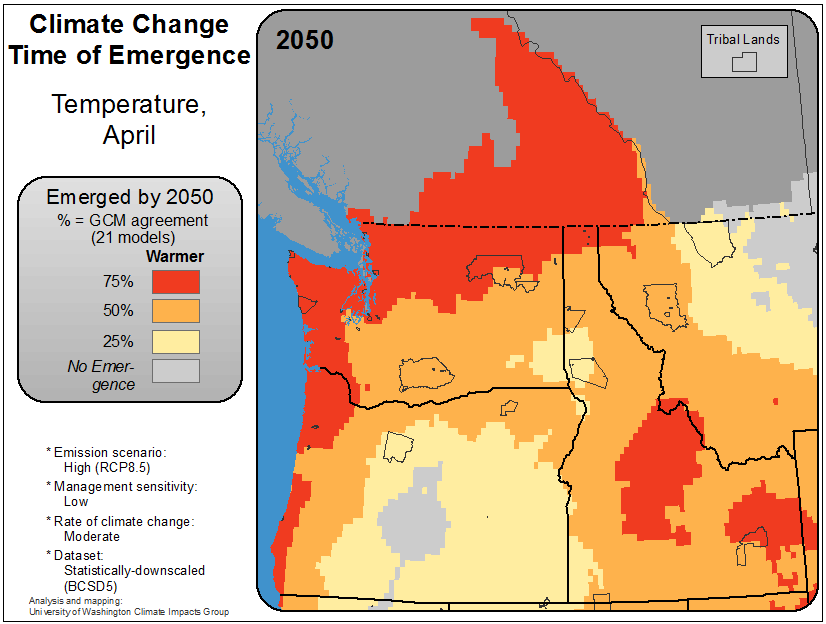 Climate Change
Time of Emergence
Temperature,
April
Emerged by 2050
% = GCM agreement
(21 models)
Warmer
75%
50%
25%
No Emer-
gence
* Emission scenario:
High (RCP8.5)
* Management sensitivity:
Low
* Rate of climate change:
Moderate
* Dataset:
Statistically-downscaled
(BCSD5)
Analysis and mapping:
University of Washington Climate Impacts Group
2050
Tribal Lands